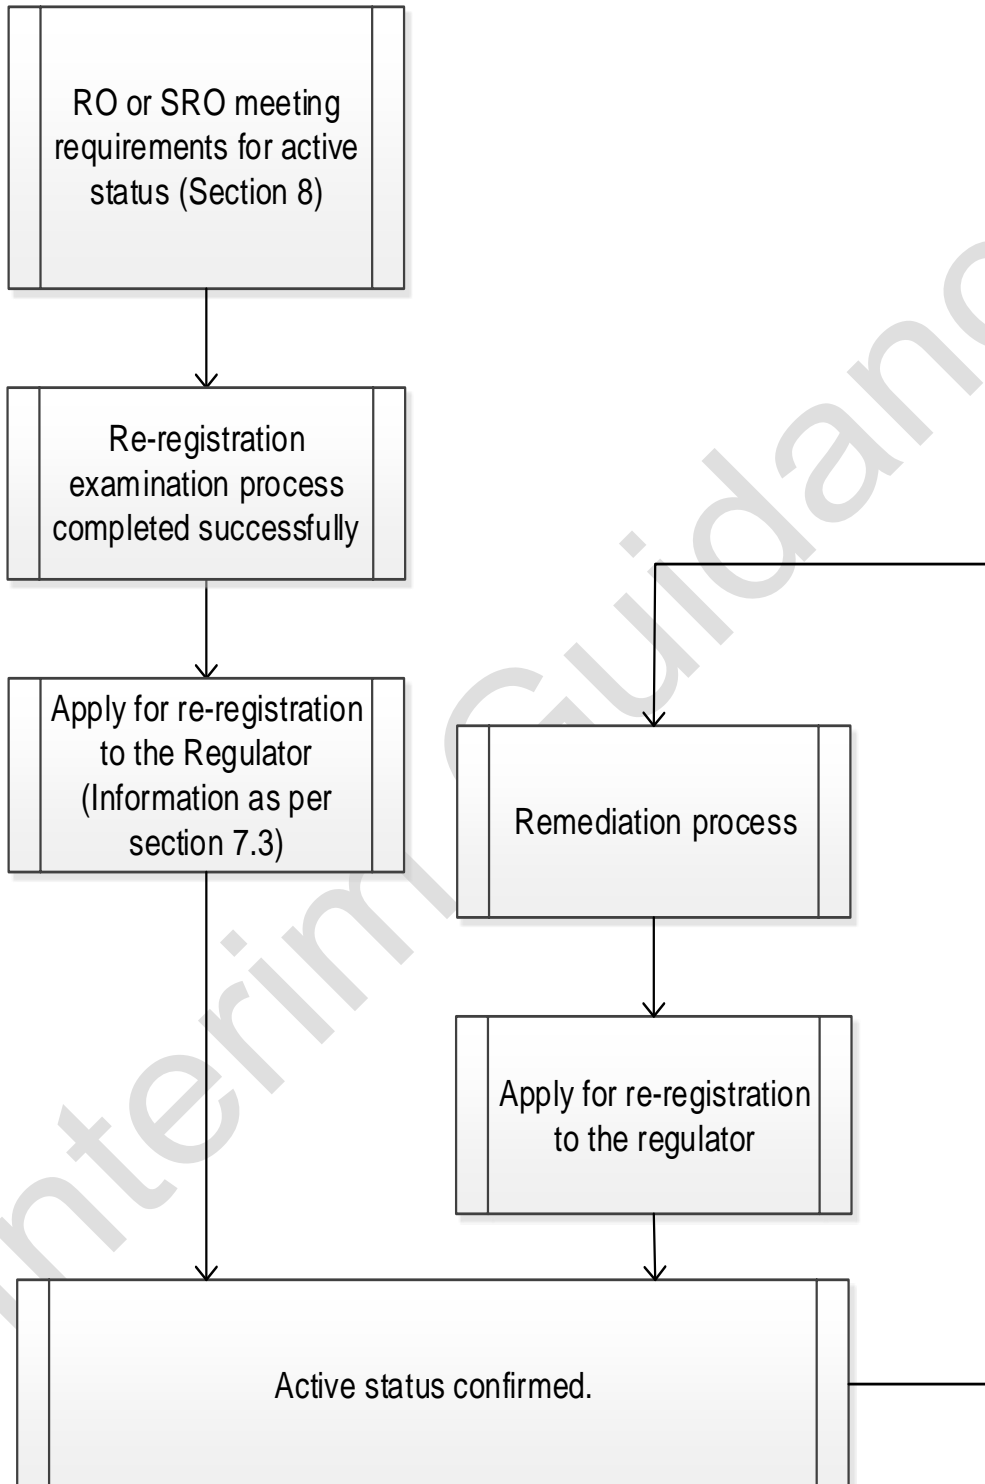 RO or SRO meeting
requirements for active
status (Section 8)
Re-registration
examination process
completed successfully
Apply for re-registration
to the Regulator
(Information as per
section 7.3)
Remediation process
Apply for re-registration
to the regulator
Active status confirmed.
Interim Guidanc